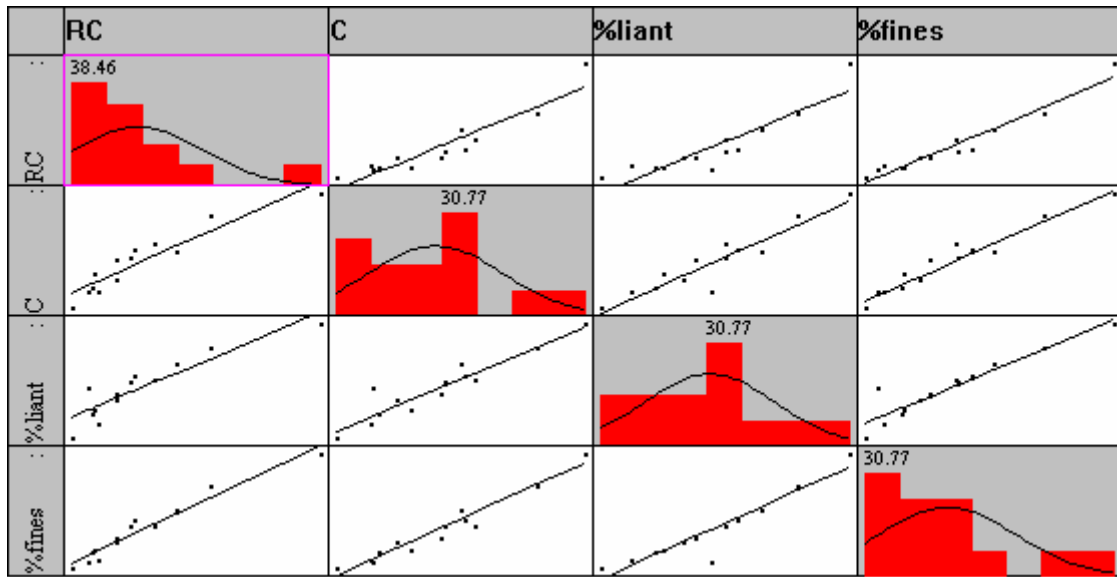 RC C %liant %fines
38.46
RC
30.77
C
30.77
%liant
30.77
%fines